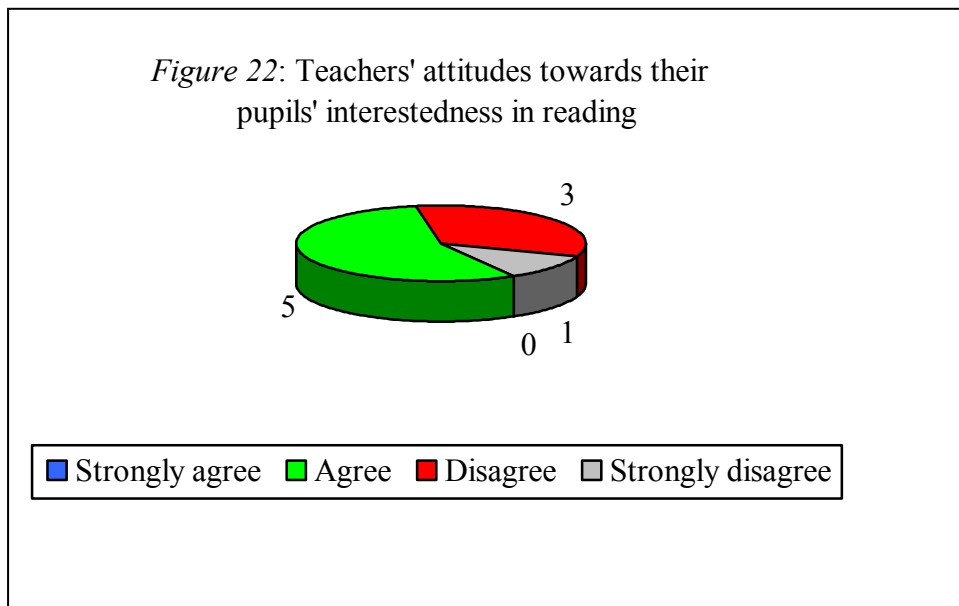 Figure 22: Teachers' attitudes towards their
pupils' interestedness in reading
3
5
0
1
Strongly agree Agree Disagree Strongly disagree